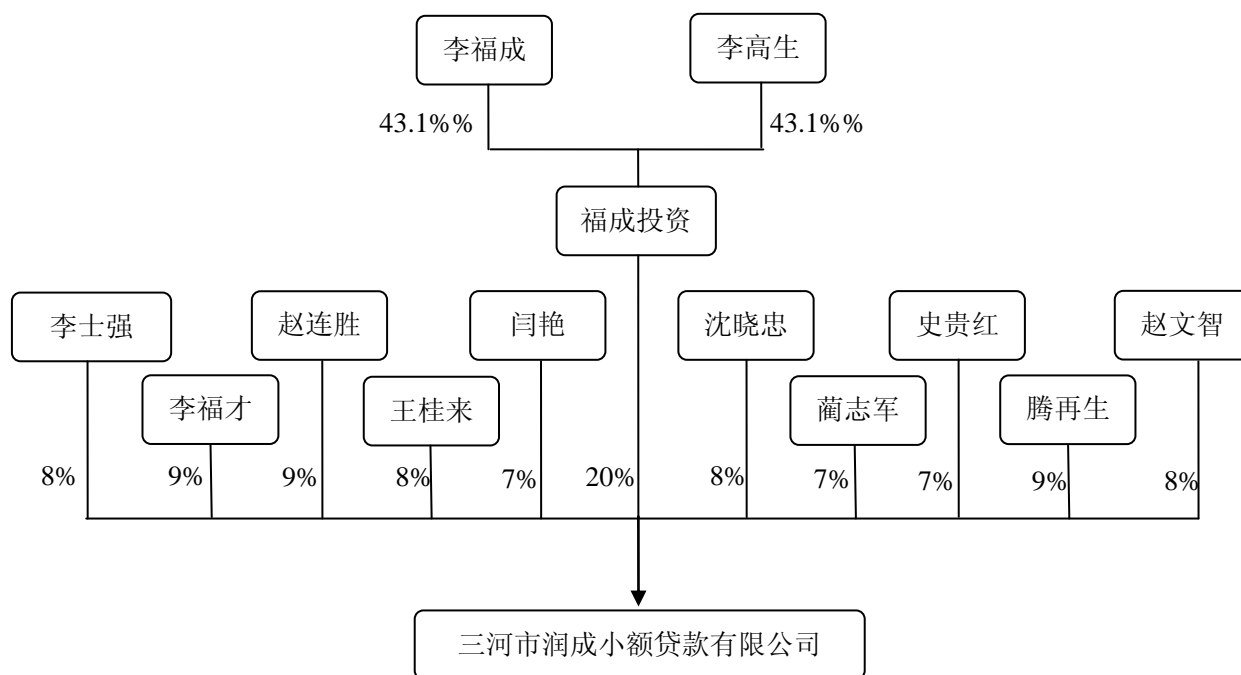 李福成
李高生
43.1%%
43.1%%
福成投资
李士强
赵连胜
闫艳
沈晓忠
史贵红
赵文智
李福才
王桂来
蔺志军
腾再生
8%
9%
9%
8%
7%
20%
8%
7%
7%
9%
8%
三河市润成小额贷款有限公司